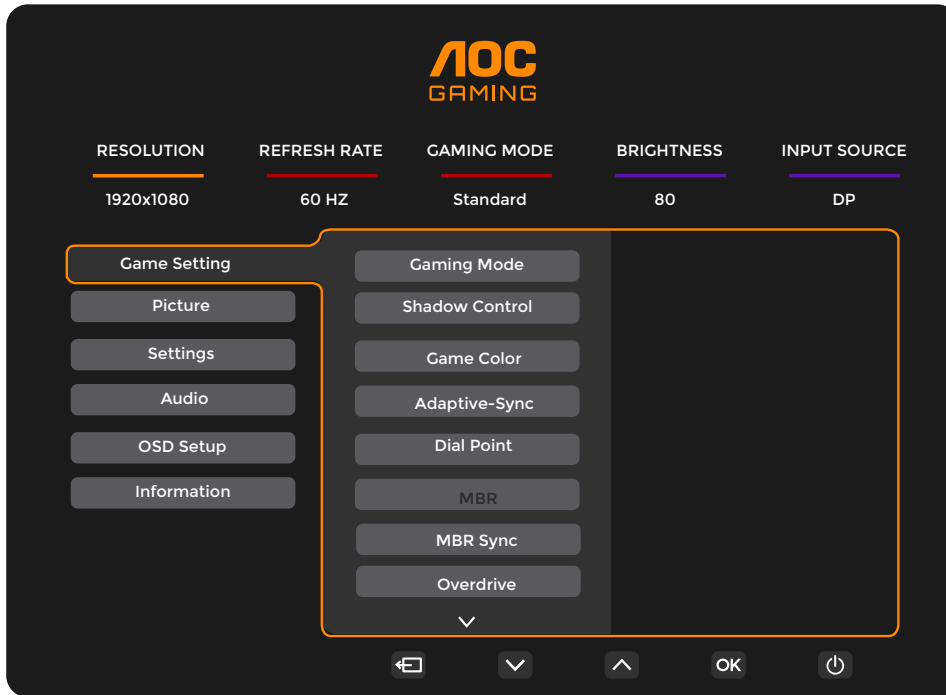 AOC
GAMING
RESOLUTION REFRESH RATE GAMING MODE BRIGHTNESS INPUT SOURCE
1920x1080 60 HZ Standard 80 DP
Game Setting
Picture
Settings
Audio
OSD Setup
Information
Gaming Mode
Shadow Control
Game Color
Adaptive-Sync
Dial Point
MBR
MBR Sync
Overdrive
OK